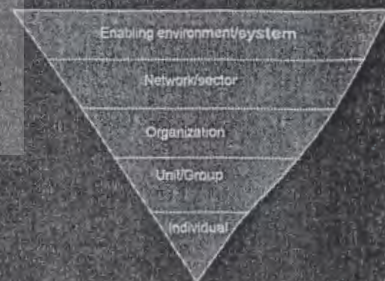 Enabling environment/system
Network/sector
Organization
Unit/Group
Individual